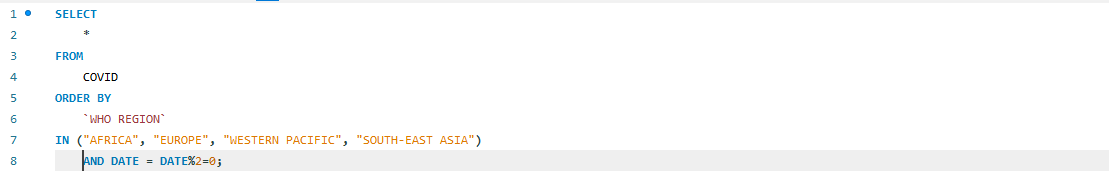 1 SELECT
2 *
3 FROM
4 COVID
5 ORDER BY
6 `WHO REGION`
7 IN ("AFRICA", "EUROPE", "WESTERN PACIFIC", "SOUTH-EAST ASIA")
8 AND DATE = DATE%2=0;